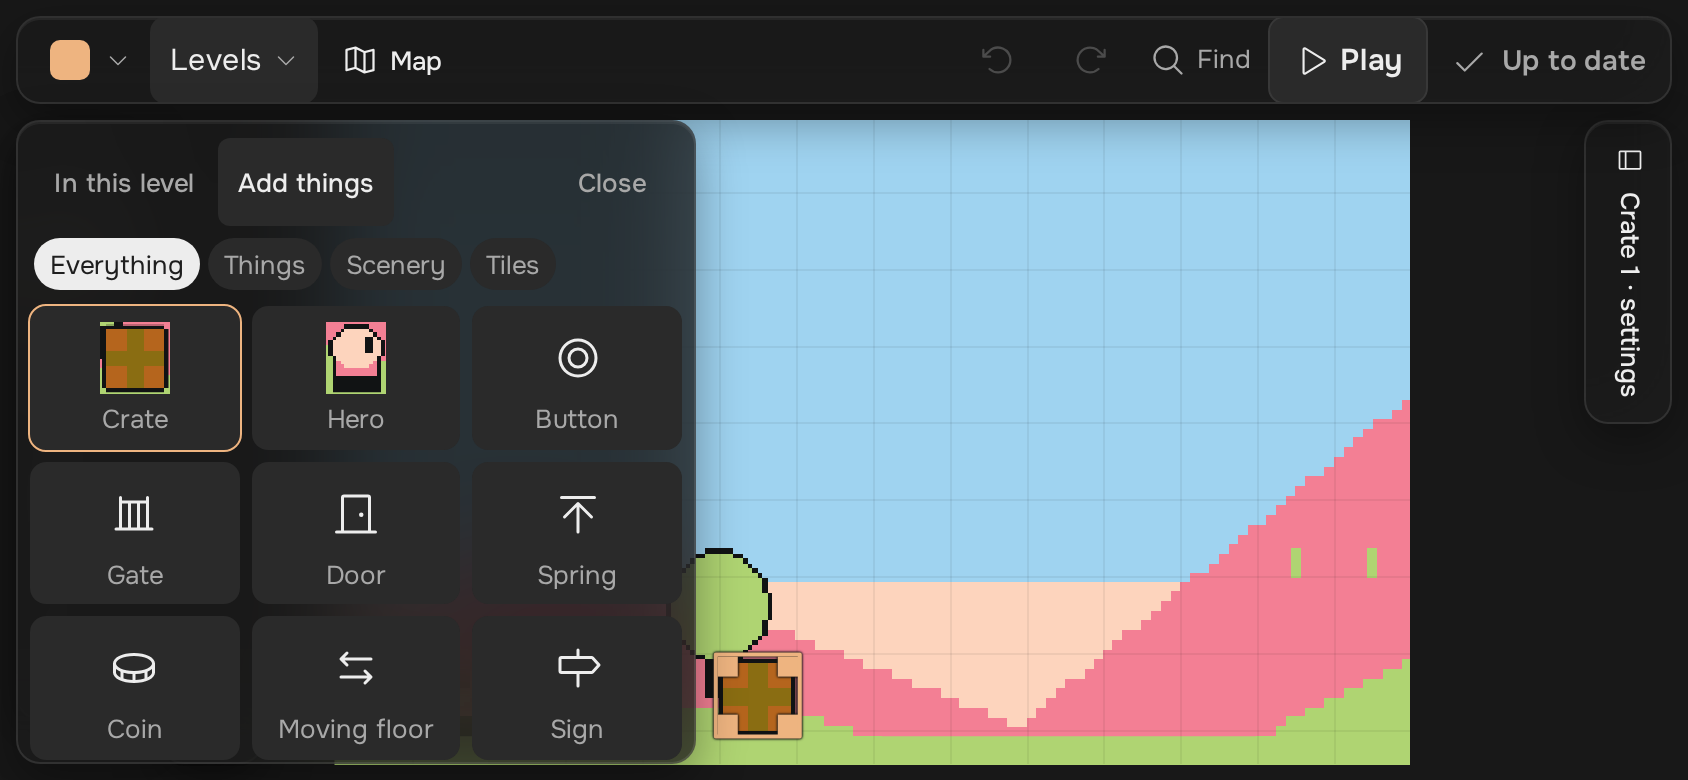 Levels
Map
Find
Play
Up to date
In this level
Add things
Close
Everything
Things
Scenery
Tiles
Crate
Hero
Button
Gate
Door
Spring
Coin
Moving floor
Sign
Crate 1 · settings